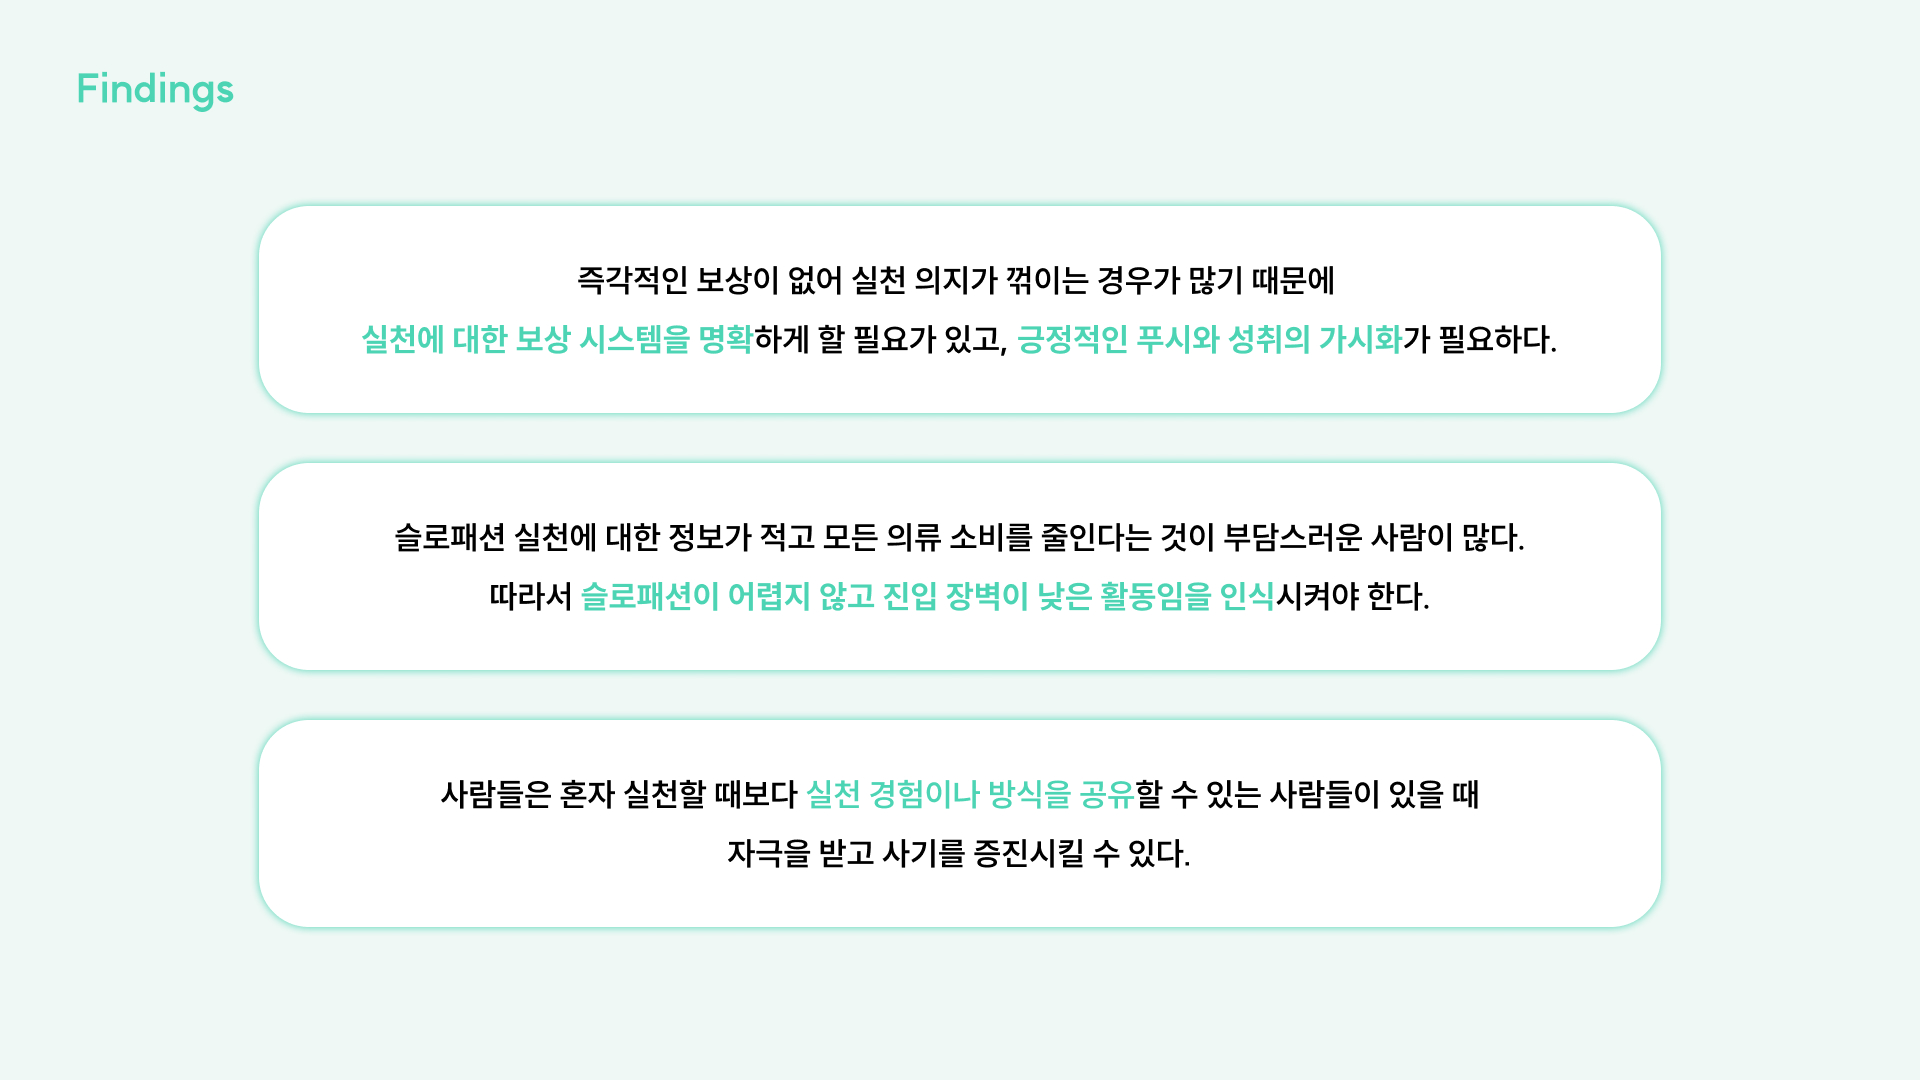 Findings
즉각적인 보상이 없어 실천 의지가 꺾이는 경우가 많기 때문에
실천에 대한 보상 시스템을 명확하게 할 필요가 있고, 긍정적인 푸시와 성취의 가시화가 필요하다.
슬로패션 실천에 대한 정보가 적고 모든 의류 소비를 줄인다는 것이 부담스러운 사람이 많다.
따라서 슬로패션이 어렵지 않고 진입 장벽이 낮은 활동임을 인식시켜야 한다.
사람들은 혼자 실천할 때보다 실천 경험이나 방식을 공유할 수 있는 사람들이 있을 때
자극을 받고 사기를 증진시킬 수 있다.